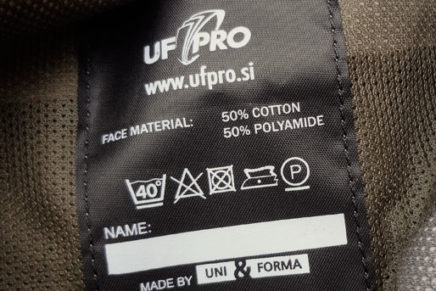 UF PRO
www.ufpro.si
FACE MATERIAL: 50% COTTON
50% POLYAMIDE
40° P
NAME:
MADE BY UNI & FORMA